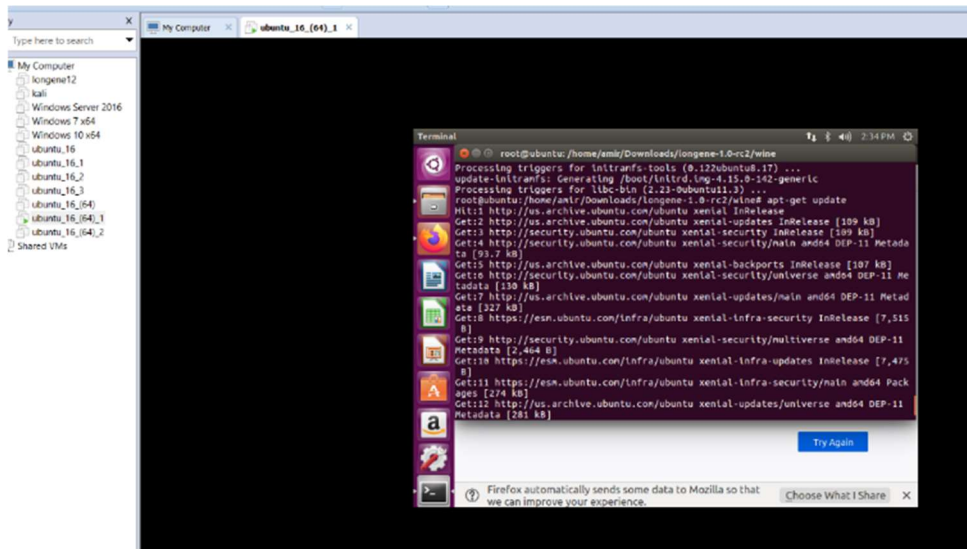 y
X
Type here to search
My Computer
longene12
kali
Windows Server 2016
Windows 7 x64
Windows 10 x64
ubuntu_16
ubuntu_16_1
ubuntu_16_2
ubuntu_16_3
ubuntu_16_(64)
ubuntu_16_(64)_1
ubuntu_16_(64)_2
Shared VMs
My Computer
ubuntu_16_(64)_1
Terminal
2:34 PM
root@ubuntu: /home/amir/Downloads/longene-1.0-rc2/wine
Processing triggers for initramfs-tools (0.122ubuntu8.17) ...
update-initramfs: Generating /boot/initrd.img-4.15.0-142-generic
Processing triggers for libc-bin (2.23-0ubuntu11.3) ...
root@ubuntu:/home/amir/Downloads/longene-1.0-rc2/wine# apt-get update
Hit:1 http://us.archive.ubuntu.com/ubuntu xenial InRelease
Get:2 http://us.archive.ubuntu.com/ubuntu xenial-updates InRelease [109 kB]
Get:3 http://security.ubuntu.com/ubuntu xenial-security InRelease [109 kB]
Get:4 http://security.ubuntu.com/ubuntu xenial-security/main amd64 DEP-11 Metada
ta [93.7 kB]
Get:5 http://us.archive.ubuntu.com/ubuntu xenial-backports InRelease [107 kB]
Get:6 http://security.ubuntu.com/ubuntu xenial-security/universe amd64 DEP-11 Me
tadata [130 kB]
Get:7 http://us.archive.ubuntu.com/ubuntu xenial-updates/main amd64 DEP-11 Metad
ata [327 kB]
Get:8 https://esm.ubuntu.com/infra/ubuntu xenial-infra-security InRelease [7,515
B]
Get:9 http://security.ubuntu.com/ubuntu xenial-security/multiverse amd64 DEP-11
Metadata [2,464 B]
Get:10 https://esm.ubuntu.com/infra/ubuntu xenial-infra-updates InRelease [7,475
B]
Get:11 https://esm.ubuntu.com/infra/ubuntu xenial-infra-security/main amd64 Pack
ages [274 kB]
Get:12 http://us.archive.ubuntu.com/ubuntu xenial-updates/universe amd64 DEP-11
Metadata [281 kB]
Try Again
Firefox automatically sends some data to Mozilla so that
we can improve your experience.
Choose What I Share